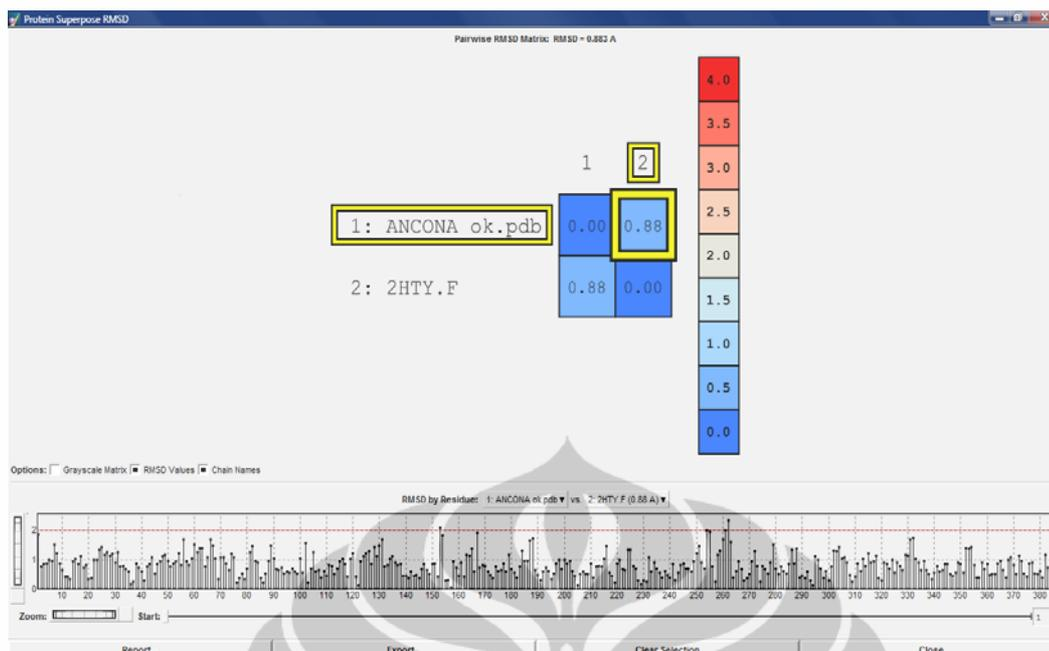 Protein Superpose RMSD
Pairwise RMSD Matrix: RMSD = 0.883 A
1 2
1: ANCONA ok.pdb 0.00 0.88
2: 2HTY.F 0.88 0.00
4.0
3.5
3.0
2.5
2.0
1.5
1.0
0.5
0.0
Options: Grayscale Matrix RMSD Values Chain Names
RMSD by Residue: 1: ANCONA ok.pdb vs. 2: 2HTY.F (0.88 A)
2
1
0
10 20 30 40 50 60 70 80 90 100 110 120 130 140 150 160 170 180 190 200 210 220 230 240 250 260 270 280 290 300 310 320 330 340 350 360 370 380
Zoom: Start: 1
Report Export Clear Selection Close